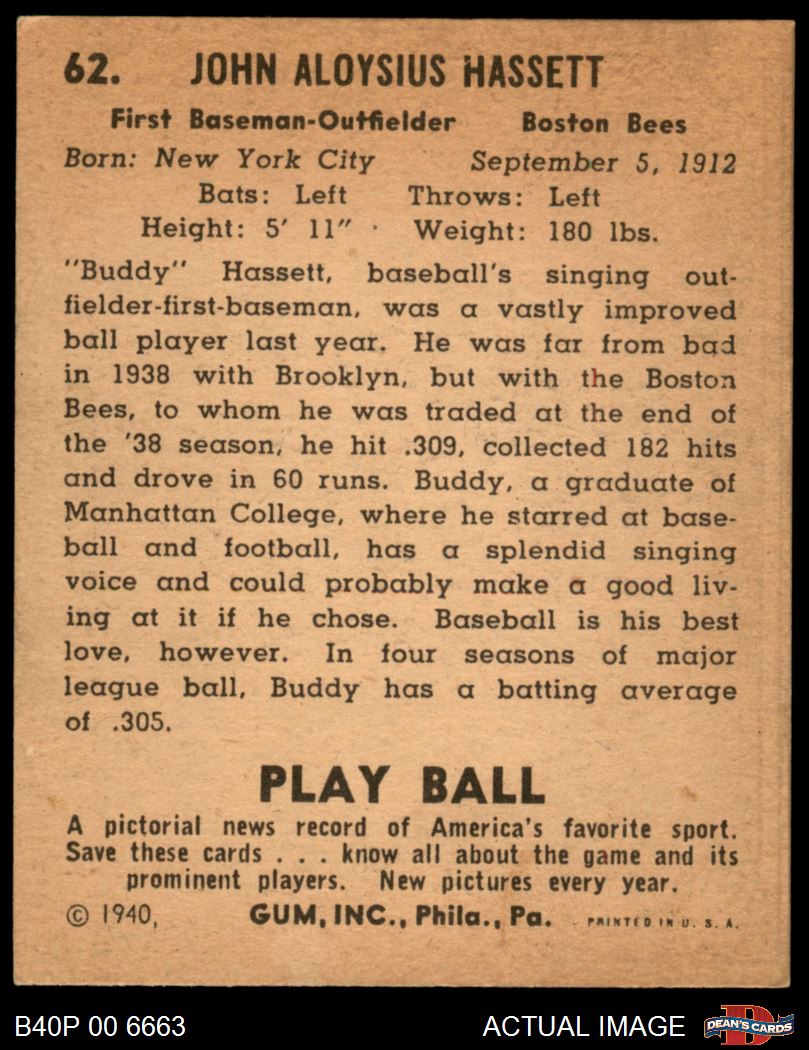 62. JOHN ALOYSIUS HASSETT
First Baseman-Outfielder Boston Bees
Born: New York City September 5, 1912
Bats: Left Throws: Left
Height: 5' 11" Weight: 180 lbs.
"Buddy" Hassett, baseball's singing out-
fielder-first-baseman, was a vastly improved
ball player last year. He was far from bad
in 1938 with Brooklyn, but with the Boston
Bees, to whom he was traded at the end of
the '38 season, he hit .309, collected 182 hits
and drove in 60 runs. Buddy, a graduate of
Manhattan College, where he starred at base-
ball and football, has a splendid singing
voice and could probably make a good liv-
ing at it if he chose. Baseball is his best
love, however. In four seasons of major
league ball, Buddy has a batting average
of .305.
PLAY BALL
A pictorial news record of America's favorite sport.
Save these cards . . . know all about the game and its
prominent players. New pictures every year.
© 1940, GUM, INC., Phila., Pa. PRINTED IN U. S. A.
B40P 00 6663 ACTUAL IMAGE D DEAN'S CARDS